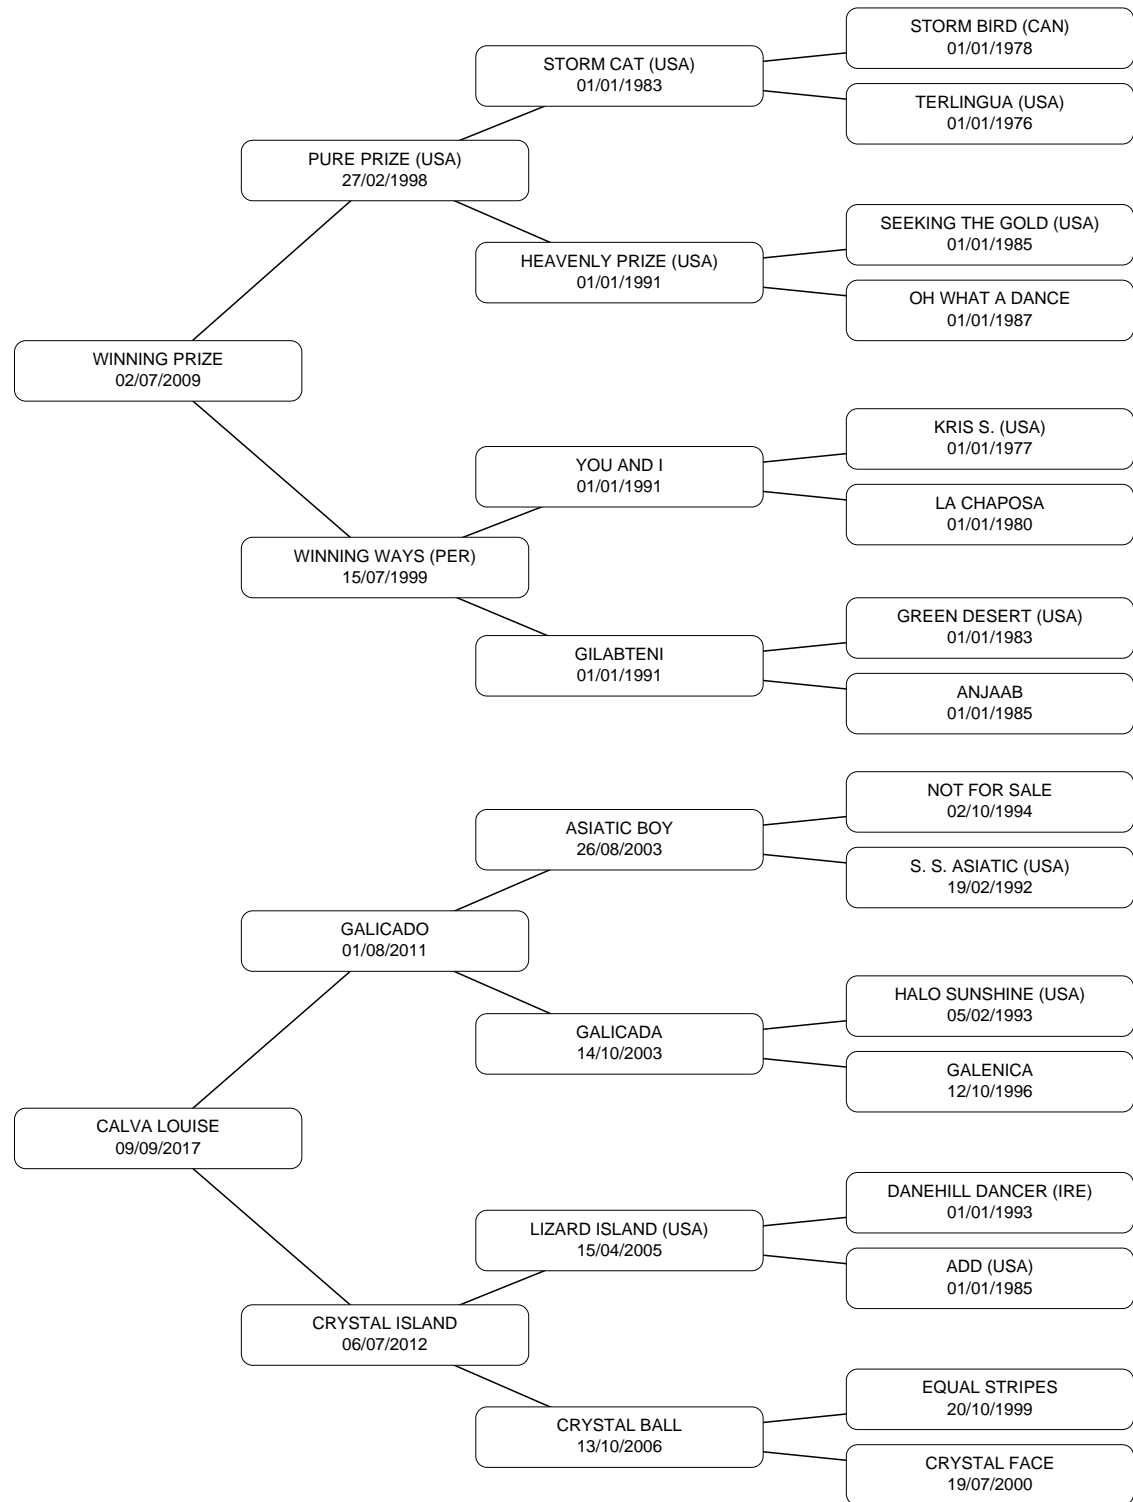 STORM BIRD (CAN)
01/01/1978
STORM CAT (USA)
01/01/1983
TERLINGUA (USA)
01/01/1976
PURE PRIZE (USA)
27/02/1998
SEEKING THE GOLD (USA)
01/01/1985
HEAVENLY PRIZE (USA)
01/01/1991
OH WHAT A DANCE
01/01/1987
WINNING PRIZE
02/07/2009
KRIS S. (USA)
01/01/1977
YOU AND I
01/01/1991
LA CHAPOSA
01/01/1980
WINNING WAYS (PER)
15/07/1999
GREEN DESERT (USA)
01/01/1983
GILABTENI
01/01/1991
ANJAAB
01/01/1985
NOT FOR SALE
02/10/1994
ASIATIC BOY
26/08/2003
S. S. ASIATIC (USA)
19/02/1992
GALICADO
01/08/2011
HALO SUNSHINE (USA)
05/02/1993
GALICADA
14/10/2003
GALENICA
12/10/1996
CALVA LOUISE
09/09/2017
DANEHILL DANCER (IRE)
01/01/1993
LIZARD ISLAND (USA)
15/04/2005
ADD (USA)
01/01/1985
CRYSTAL ISLAND
06/07/2012
EQUAL STRIPES
20/10/1999
CRYSTAL BALL
13/10/2006
CRYSTAL FACE
19/07/2000